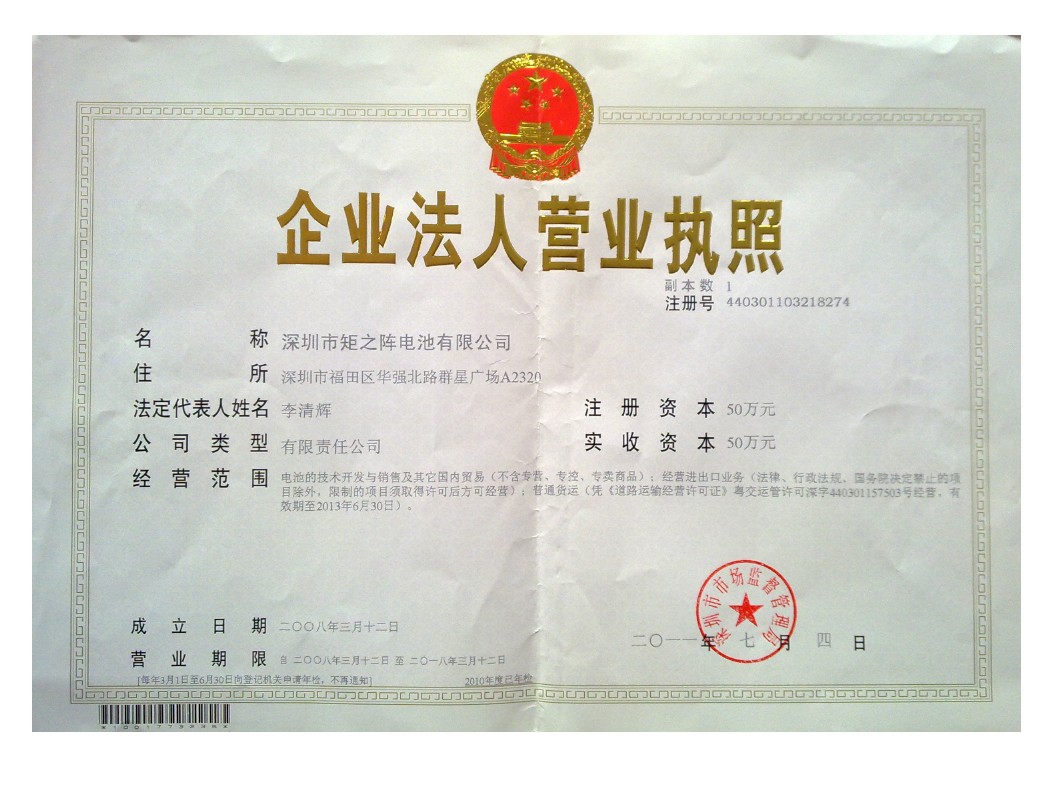 企业法人营业执照
副本数 1
注册号 440301103218274
名称 深圳市矩之阵电池有限公司
住所 深圳市福田区华强北路群星广场A2320
法定代表人姓名 李清辉 注册资本 50万元
公司类型 有限责任公司 实收资本 50万元
经营范围 电池的技术开发与销售及其它国内贸易（不含专营、专控、专卖商品）；经营进出口业务（法律、行政法规、国务院决定禁止的项
目除外，限制的项目须取得许可后方可经营）；普通货运（凭《道路运输经营许可证》粤交运管许可深字440301157503号经营，有
效期至2013年6月30日）。
深圳市市场监督管理局
成立日期 二〇〇八年三月十二日
二〇一一年七月四日
营业期限 自二〇〇八年三月十二日至二〇一八年三月十二日
[每年3月1日至6月30日向登记机关申请年检，不再通知] 2010年度已年检